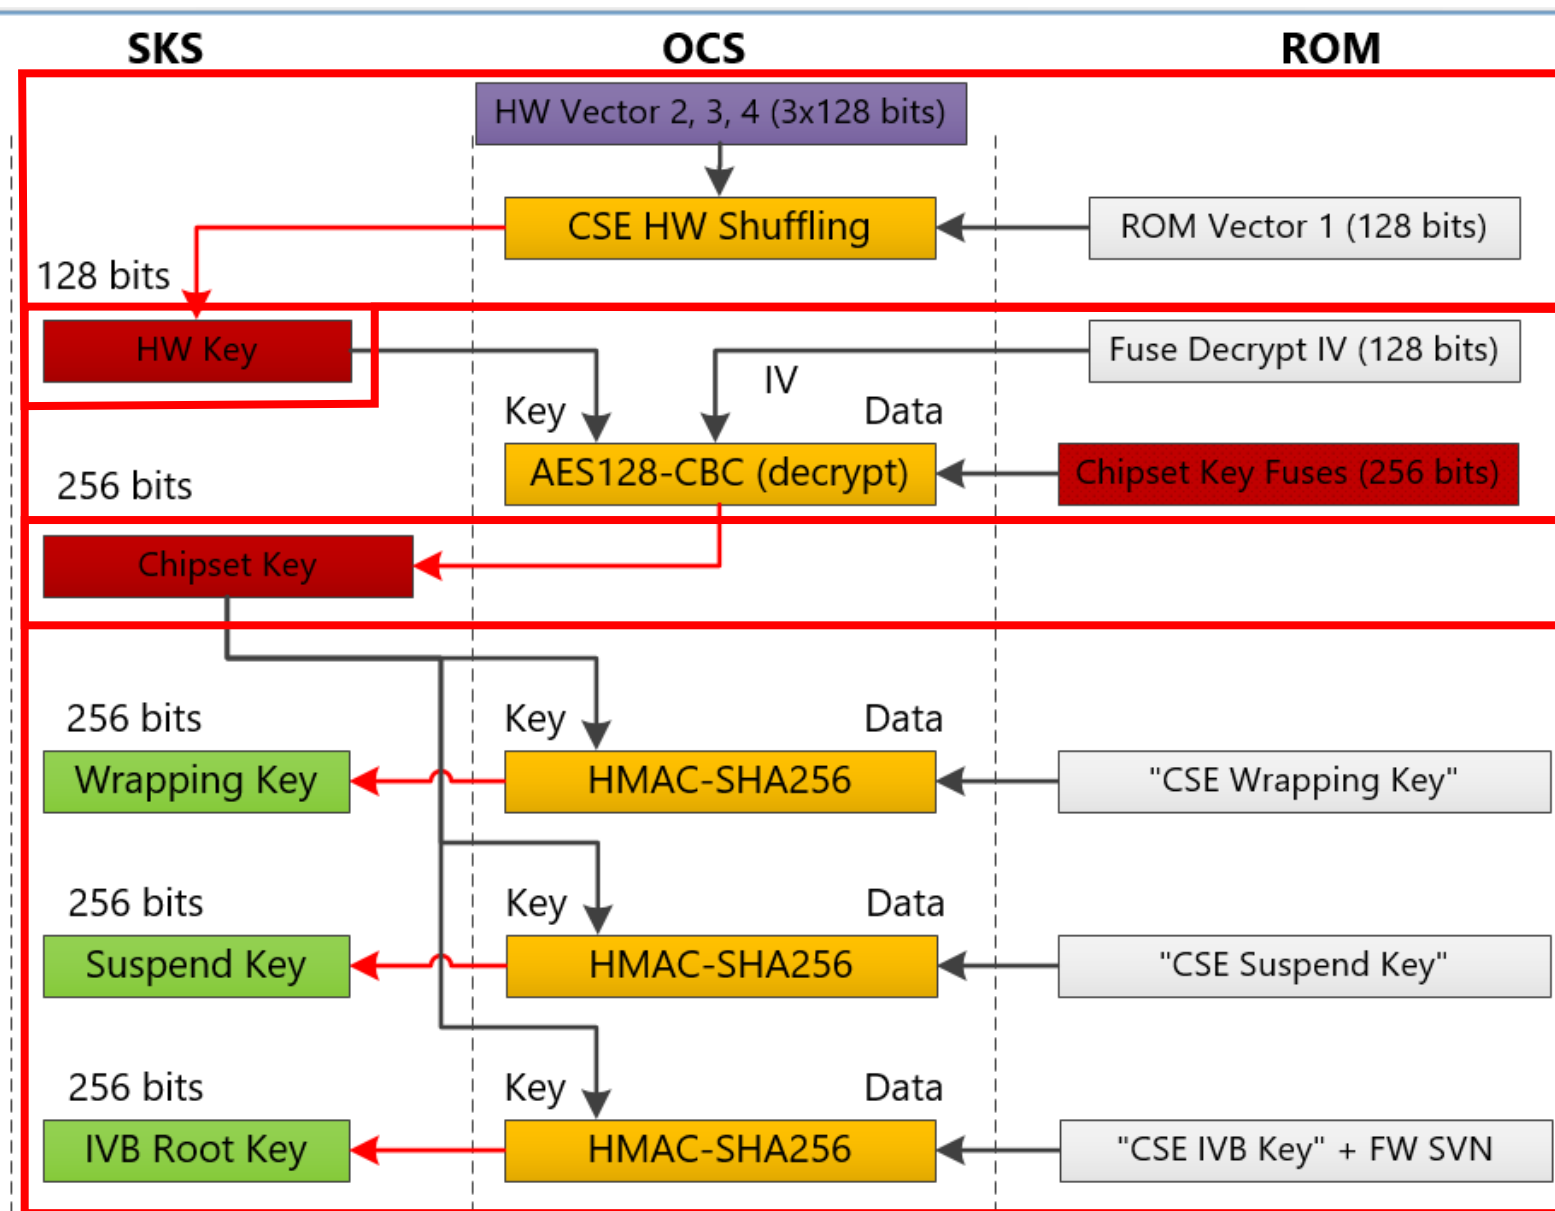 SKS OCS ROM
HW Vector 2, 3, 4 (3x128 bits)
CSE HW Shuffling
ROM Vector 1 (128 bits)
128 bits
HW Key
Fuse Decrypt IV (128 bits)
IV
Key
Data
AES128-CBC (decrypt)
Chipset Key Fuses (256 bits)
256 bits
Chipset Key
256 bits
Key
Data
Wrapping Key
HMAC-SHA256
"CSE Wrapping Key"
256 bits
Key
Data
Suspend Key
HMAC-SHA256
"CSE Suspend Key"
256 bits
Key
Data
IVB Root Key
HMAC-SHA256
"CSE IVB Key" + FW SVN